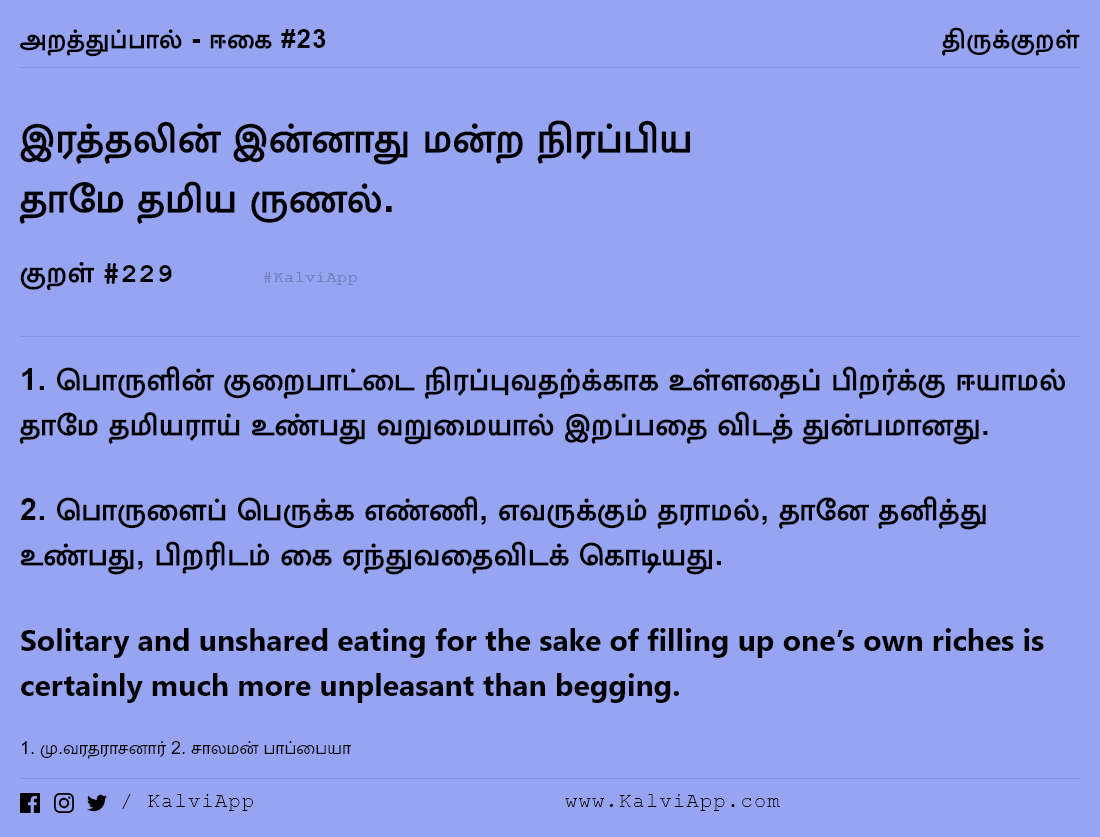 அறத்துப்பால் - ஈகை #23
திருக்குறள்
இரத்தலின் இன்னாது மன்ற நிரப்பிய
தாமே தமிய ருணல்.
குறள் #229
#KalviApp
1. பொருளின் குறைபாட்டை நிரப்புவதற்க்காக உள்ளதைப் பிறர்க்கு ஈயாமல்
தாமே தமியராய் உண்பது வறுமையால் இறப்பதை விடத் துன்பமானது.
2. பொருளைப் பெருக்க எண்ணி, எவருக்கும் தராமல், தானே தனித்து
உண்பது, பிறரிடம் கை ஏந்துவதைவிடக் கொடியது.
Solitary and unshared eating for the sake of filling up one’s own riches is
certainly much more unpleasant than begging.
1. மு.வரதராசனார் 2. சாலமன் பாப்பையா
/ KalviApp
www.KalviApp.com